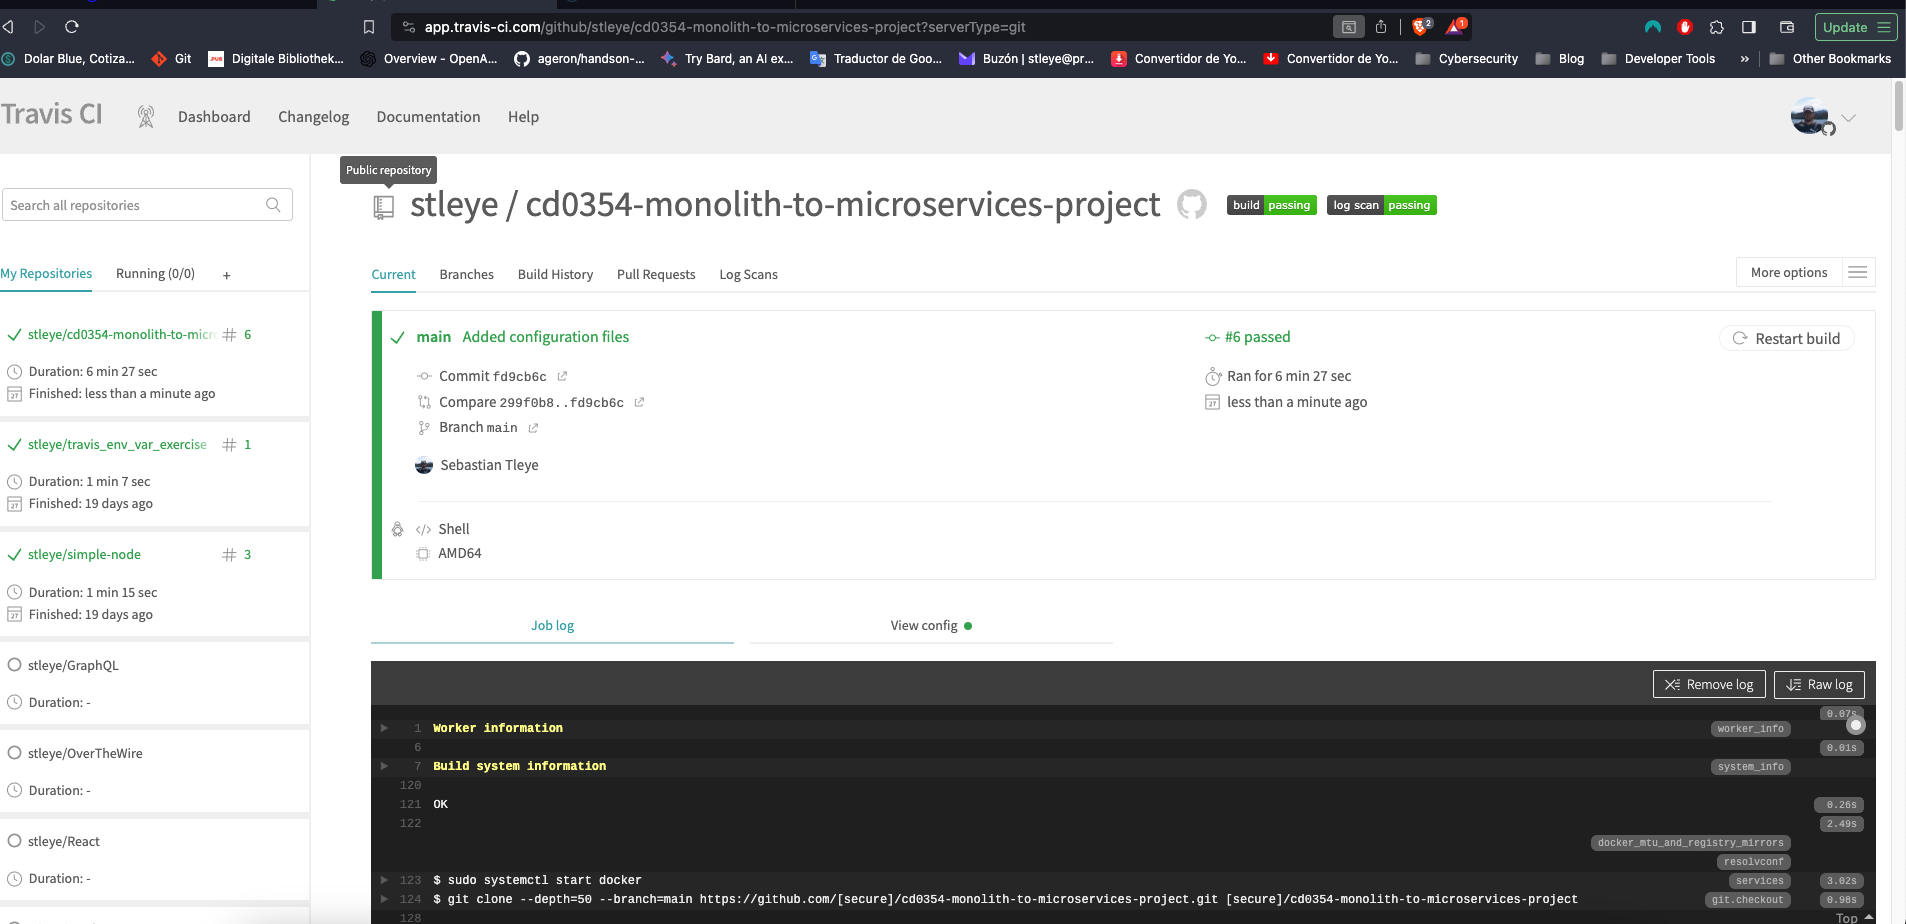 app.travis-ci.com/github/stleye/cd0354-monolith-to-microservices-project?serverType=git
2
1
Update
Dolar Blue, Cotiza...
Git
Digitale Bibliothek...
Overview - OpenA...
ageron/handson-...
Try Bard, an AI ex...
Traductor de Goo...
Buzón | stleye@pr...
Convertidor de Yo...
Convertidor de Yo...
Cybersecurity
Blog
Developer Tools
»
Other Bookmarks
Travis CI
Dashboard
Changelog
Documentation
Help
Public repository
Search all repositories
stleye / cd0354-monolith-to-microservices-project
build passing
log scan passing
My Repositories
Running (0/0)
+
Current
Branches
Build History
Pull Requests
Log Scans
More options
stleye/cd0354-monolith-to-micr
# 6
Duration: 6 min 27 sec
Finished: less than a minute ago
stleye/travis_env_var_exercise
# 1
Duration: 1 min 7 sec
Finished: 19 days ago
stleye/simple-node
# 3
Duration: 1 min 15 sec
Finished: 19 days ago
stleye/GraphQL
Duration: -
stleye/OverTheWire
Duration: -
stleye/React
Duration: -
main Added configuration files
#6 passed
Restart build
Commit fd9cb6c
Ran for 6 min 27 sec
Compare 299f0b8..fd9cb6c
less than a minute ago
Branch main
Sebastian Tleye
</> Shell
AMD64
Job log
View config
Remove log
Raw log
0.07s
1 Worker information
worker_info
6
0.01s
7 Build system information
system_info
120
121 OK
0.26s
122
2.49s
docker_mtu_and_registry_mirrors
resolvconf
123 $ sudo systemctl start docker
services
3.02s
124 $ git clone --depth=50 --branch=main https://github.com/[secure]/cd0354-monolith-to-microservices-project.git [secure]/cd0354-monolith-to-microservices-project
git.checkout
0.98s
128
Top